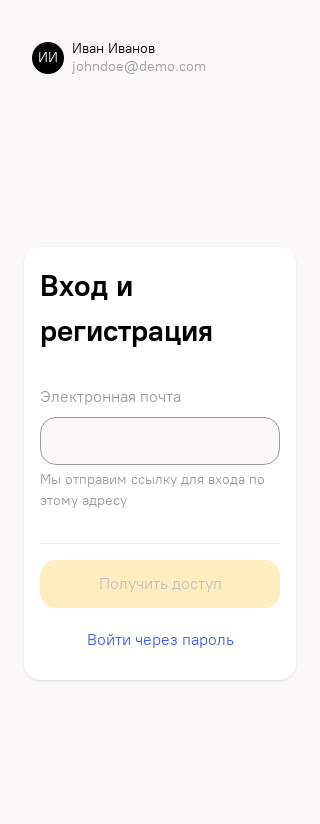 ИИ
Иван Иванов
johndoe@demo.com
Вход и
регистрация
Электронная почта
Мы отправим ссылку для входа по
этому адресу
Получить доступ
Войти через пароль